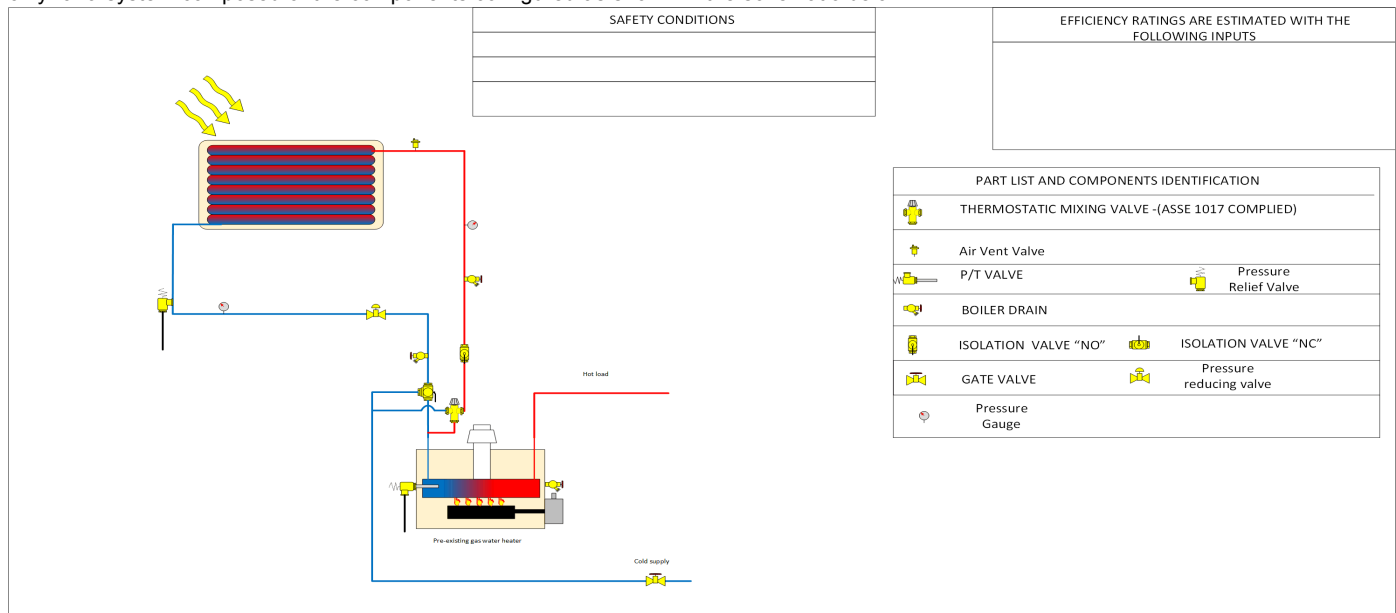 SAFETY CONDITIONS
EFFICIENCY RATINGS ARE ESTIMATED WITH THE
FOLLOWING INPUTS
PART LIST AND COMPONENTS IDENTIFICATION
THERMOSTATIC MIXING VALVE -(ASSE 1017 COMPLIED)
Air Vent Valve
P/T VALVE
Pressure
Relief Valve
BOILER DRAIN
ISOLATION VALVE "NO"
ISOLATION VALVE "NC"
GATE VALVE
Pressure
reducing valve
Pressure
Gauge
Hot load
Pre-existing gas water heater
Cold supply